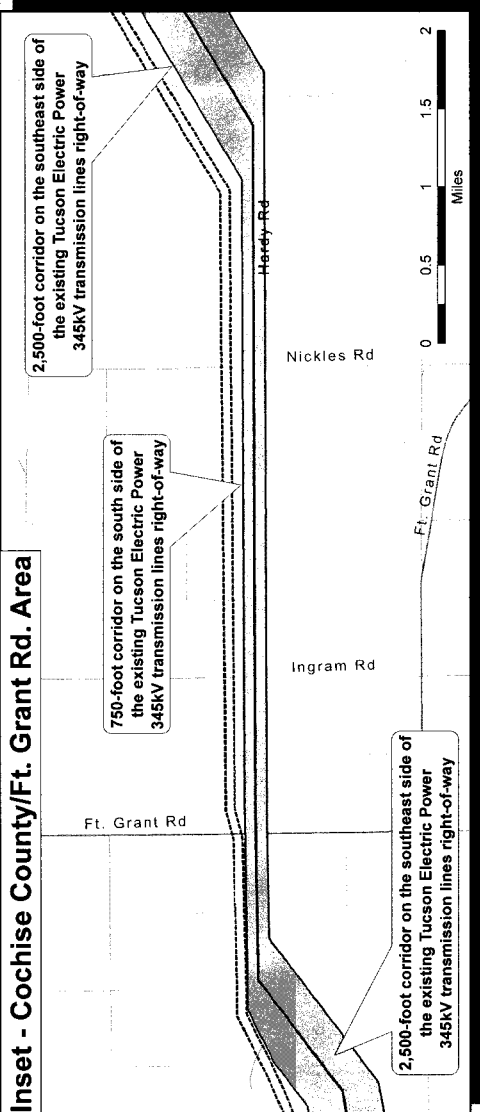 Inset - Cochise County/Ft. Grant Rd. Area
2,500-foot corridor on the southeast side of
the existing Tucson Electric Power
345kV transmission lines right-of-way
750-foot corridor on the south side of
the existing Tucson Electric Power
345kV transmission lines right-of-way
Ft. Grant Rd
Hardy Rd
Nickles Rd
Ingram Rd
Ft. Grant Rd
2,500-foot corridor on the southeast side of
the existing Tucson Electric Power
345kV transmission lines right-of-way
0 0.5 1 1.5 2
Miles